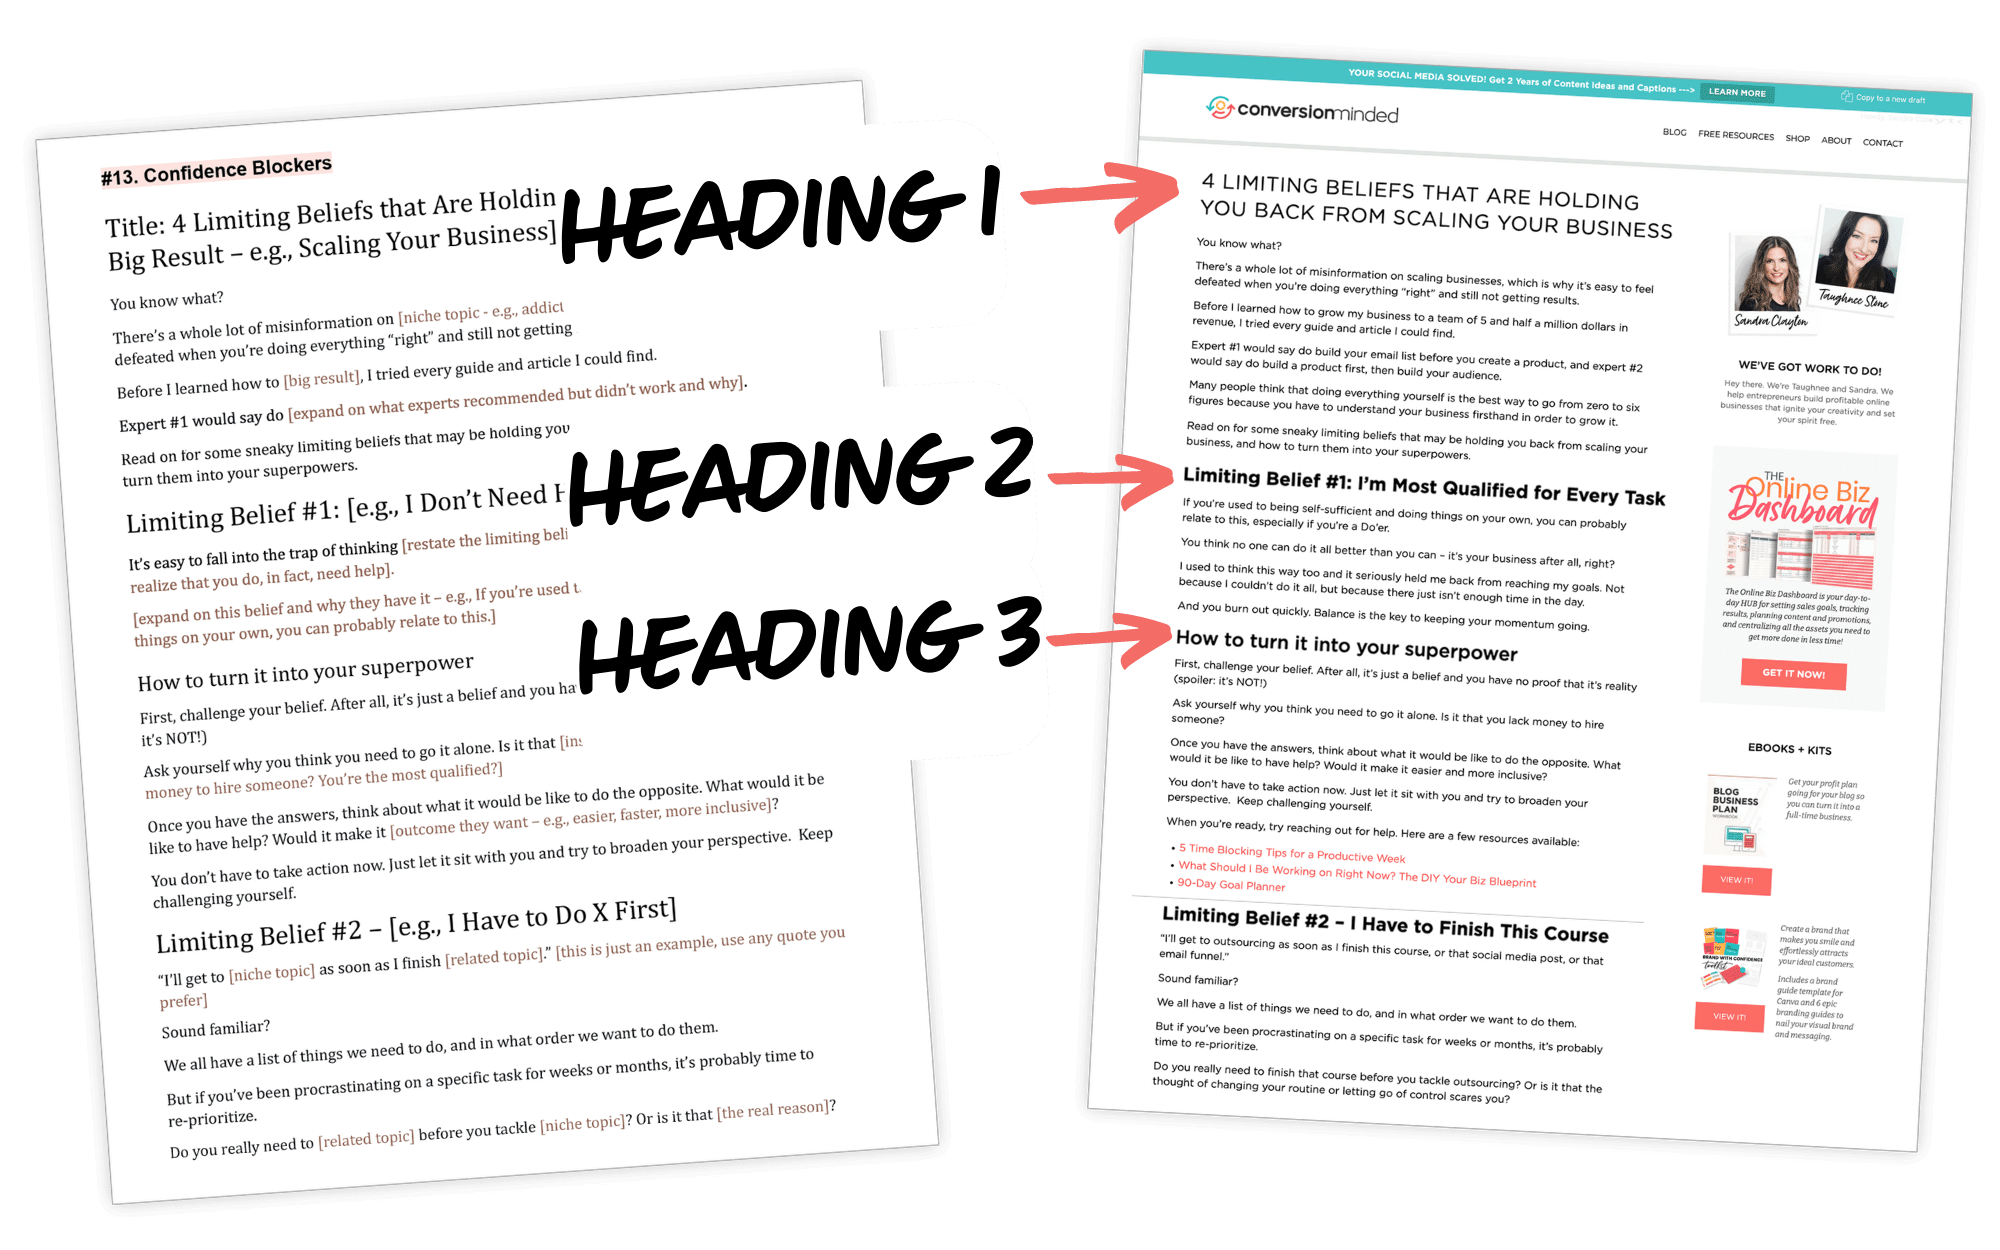 #13. Confidence Blockers
Title: 4 Limiting Beliefs that Are Holdin
Big Result – e.g., Scaling Your Business]
You know what?
There's a whole lot of misinformation on [niche topic - e.g., addict
defeated when you're doing everything "right" and still not getting
Before I learned how to [big result], I tried every guide and article I could find.
Expert #1 would say do [expand on what experts recommended but didn't work and why].
Read on for some sneaky limiting beliefs that may be holding you
turn them into your superpowers.
Limiting Belief #1: [e.g., I Don't Need H
It's easy to fall into the trap of thinking [restate the limiting beli
realize that you do, in fact, need help].
[expand on this belief and why they have it – e.g., If you're used t
things on your own, you can probably relate to this.]
How to turn it into your superpower
First, challenge your belief. After all, it's just a belief and you ha
it's NOT!)
Ask yourself why you think you need to go it alone. Is it that [ins
money to hire someone? You're the most qualified?]
Once you have the answers, think about what it would be like to do the opposite. What would it be
like to have help? Would it make it [outcome they want – e.g., easier, faster, more inclusive]?
You don't have to take action now. Just let it sit with you and try to broaden your perspective. Keep
challenging yourself.
Limiting Belief #2 – [e.g., I Have to Do X First]
"I'll get to [niche topic] as soon as I finish [related topic]." [this is just an example, use any quote you
prefer]
Sound familiar?
We all have a list of things we need to do, and in what order we want to do them.
But if you've been procrastinating on a specific task for weeks or months, it's probably time to
re-prioritize.
Do you really need to [related topic] before you tackle [niche topic]? Or is it that [the real reason]?
HEADING 1
HEADING 2
HEADING 3
YOUR SOCIAL MEDIA SOLVED! Get 2 Years of Content Ideas and Captions --->
LEARN MORE
Copy to a new draft
conversionminded
BLOG FREE RESOURCES SHOP ABOUT CONTACT
4 LIMITING BELIEFS THAT ARE HOLDING
YOU BACK FROM SCALING YOUR BUSINESS
You know what?
There's a whole lot of misinformation on scaling businesses, which is why it's easy to feel
defeated when you're doing everything "right" and still not getting results.
Before I learned how to grow my business to a team of 5 and half a million dollars in
revenue, I tried every guide and article I could find.
Expert #1 would say do build your email list before you create a product, and expert #2
would say do build a product first, then build your audience.
Many people think that doing everything yourself is the best way to go from zero to six
figures because you have to understand your business firsthand in order to grow it.
Read on for some sneaky limiting beliefs that may be holding you back from scaling your
business, and how to turn them into your superpowers.
Limiting Belief #1: I'm Most Qualified for Every Task
If you're used to being self-sufficient and doing things on your own, you can probably
relate to this, especially if you're a Do'er.
You think no one can do it all better than you can – it's your business after all, right?
I used to think this way too and it seriously held me back from reaching my goals. Not
because I couldn't do it all, but because there just isn't enough time in the day.
And you burn out quickly. Balance is the key to keeping your momentum going.
How to turn it into your superpower
First, challenge your belief. After all, it's just a belief and you have no proof that it's reality
(spoiler: it's NOT!)
Ask yourself why you think you need to go it alone. Is it that you lack money to hire
someone?
Once you have the answers, think about what it would be like to do the opposite. What
would it be like to have help? Would it make it easier and more inclusive?
You don't have to take action now. Just let it sit with you and try to broaden your
perspective. Keep challenging yourself.
When you're ready, try reaching out for help. Here are a few resources available:
• 5 Time Blocking Tips for a Productive Week
• What Should I Be Working on Right Now? The DIY Your Biz Blueprint
• 90-Day Goal Planner
Limiting Belief #2 – I Have to Finish This Course
"I'll get to outsourcing as soon as I finish this course, or that social media post, or that
email funnel."
Sound familiar?
We all have a list of things we need to do, and in what order we want to do them.
But if you've been procrastinating on a specific task for weeks or months, it's probably
time to re-prioritize.
Do you really need to finish that course before you tackle outsourcing? Or is it that the
thought of changing your routine or letting go of control scares you?
Sandra Clayton
Taughnee Stone
WE'VE GOT WORK TO DO!
Hey there. We're Taughnee and Sandra. We
help entrepreneurs build profitable online
businesses that ignite your creativity and set
your spirit free.
THE
Online Biz
Dashboard
The Online Biz Dashboard is your day-to-
day HUB for setting sales goals, tracking
results, planning content and promotions,
and centralizing all the assets you need to
get more done in less time!
GET IT NOW!
EBOOKS + KITS
BLOG
BUSINESS
PLAN
WORKBOOK
Get your profit plan
going for your blog so
you can turn it into a
full-time business.
VIEW IT!
BRAND WITH CONFIDENCE
toolkit
Create a brand that
makes you smile and
effortlessly attracts
your ideal customers.
Includes a brand
guide template for
Canva and 6 epic
branding guides to
nail your visual brand
and messaging.
VIEW IT!